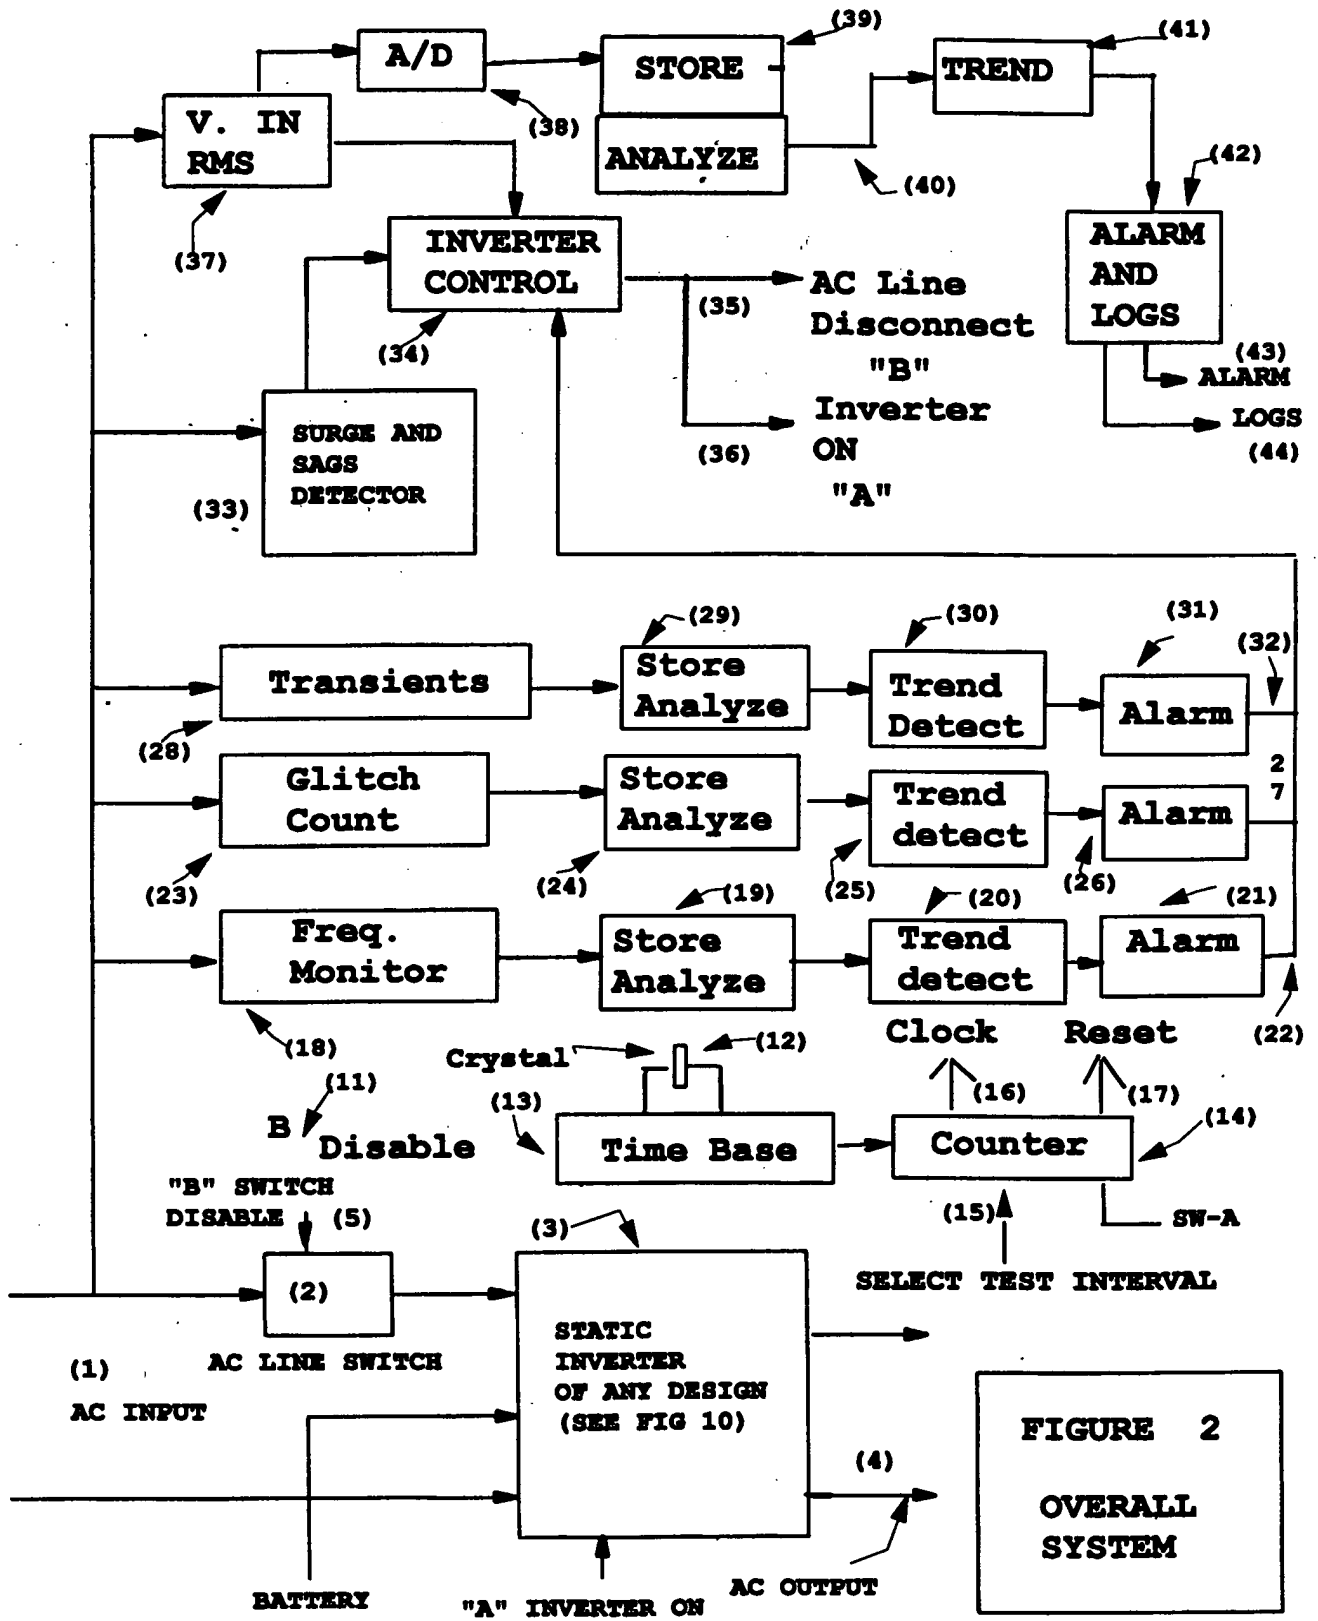 (39)
(41)
A/D
STORE
TREND
V. IN
RMS
(38)
ANALYZE
(40)
(42)
(37)
INVERTER
CONTROL
(34)
(35)
AC Line
Disconnect
"B"
Inverter
ON
"A"
(36)
ALARM
AND
LOGS
(43)
ALARM
LOGS
(44)
SURGE AND
SAGS
DETECTOR
(33)
(29)
(30)
(31)
(32)
Transients
Store
Analyze
Trend
Detect
Alarm
(28)
27
Glitch
Count
Store
Analyze
Trend
detect
Alarm
(23)
(24)
(25)
(26)
(19)
(20)
(21)
Freq.
Monitor
Store
Analyze
Trend
detect
Alarm
(18)
(22)
Clock
Reset
Crystal
(12)
(11)
(13)
(16)
(17)
(14)
B
Disable
Time Base
Counter
"B" SWITCH
DISABLE
(5)
(3)
(15)
SW-A
SELECT TEST INTERVAL
(2)
AC LINE SWITCH
(1)
AC INPUT
STATIC
INVERTER
OF ANY DESIGN
(SEE FIG 10)
(4)
BATTERY
"A" INVERTER ON
AC OUTPUT
FIGURE 2
OVERALL
SYSTEM